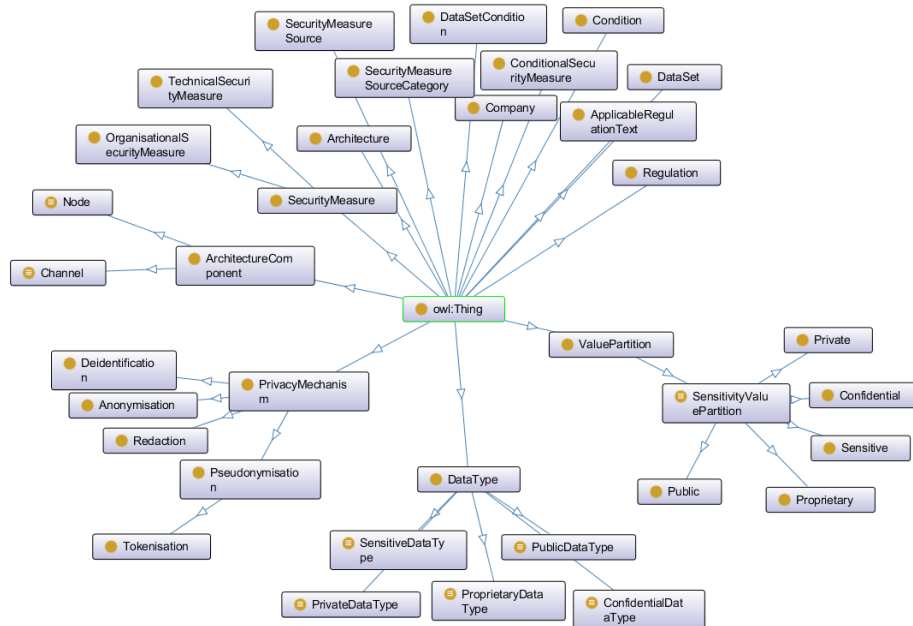 SecurityMeasure
Source
DataSetConditio
n
Condition
TechnicalSecuri
tyMeasure
SecurityMeasure
SourceCategory
ConditionalSecu
rityMeasure
DataSet
Company
ApplicableRegul
ationText
OrganisationalS
ecurityMeasure
Architecture
Regulation
Node
SecurityMeasure
Channel
ArchitectureCom
ponent
owl:Thing
ValuePartition
Private
Deidentificatio
n
PrivacyMechanis
m
SensitivityValu
ePartition
Confidential
Anonymisation
Redaction
Sensitive
Pseudonymisatio
n
DataType
Public
Proprietary
Tokenisation
SensitiveDataTy
pe
PublicDataType
PrivateDataType
ProprietaryData
Type
ConfidentialDat
aType